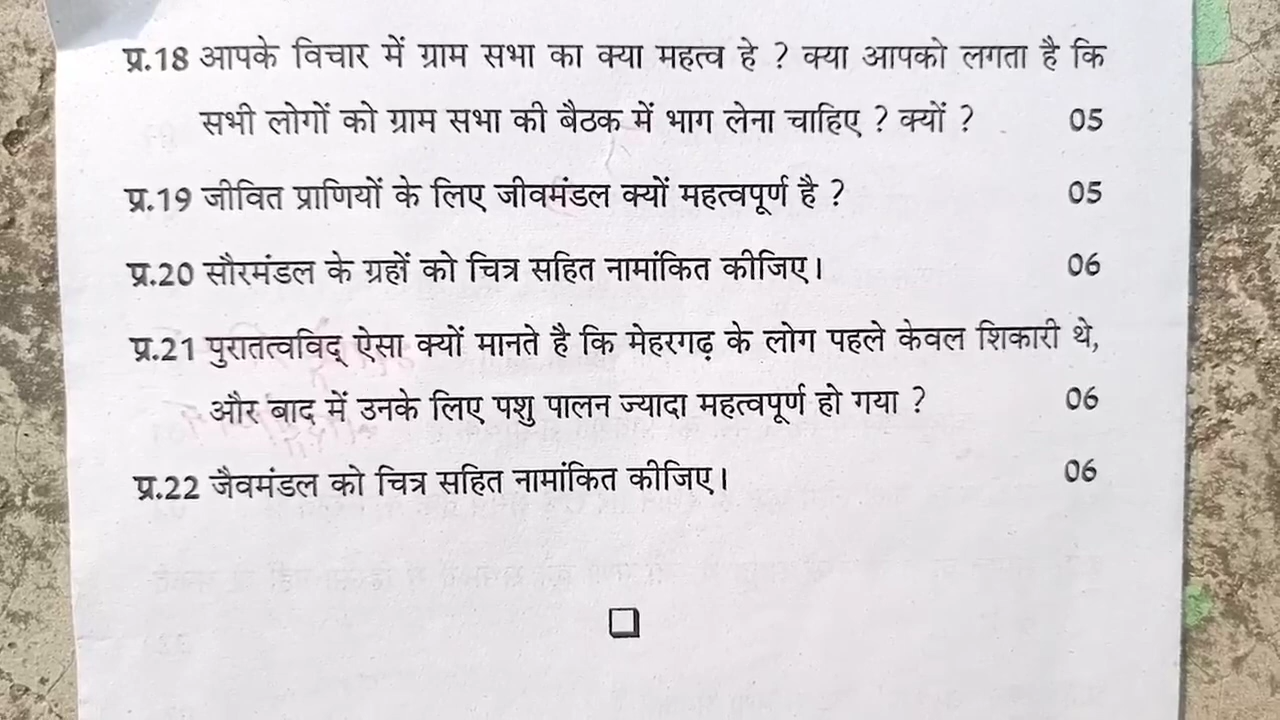 प्र.18 आपके विचार में ग्राम सभा का क्या महत्व हे ? क्या आपको लगता है कि
सभी लोगों को ग्राम सभा की बैठक में भाग लेना चाहिए ? क्यों ? 05
प्र.19 जीवित प्राणियों के लिए जीवमंडल क्यों महत्वपूर्ण है ? 05
प्र.20 सौरमंडल के ग्रहों को चित्र सहित नामांकित कीजिए। 06
प्र.21 पुरातत्वविद् ऐसा क्यों मानते है कि मेहरगढ़ के लोग पहले केवल शिकारी थे,
और बाद में उनके लिए पशु पालन ज्यादा महत्वपूर्ण हो गया ? 06
प्र.22 जैवमंडल को चित्र सहित नामांकित कीजिए। 06